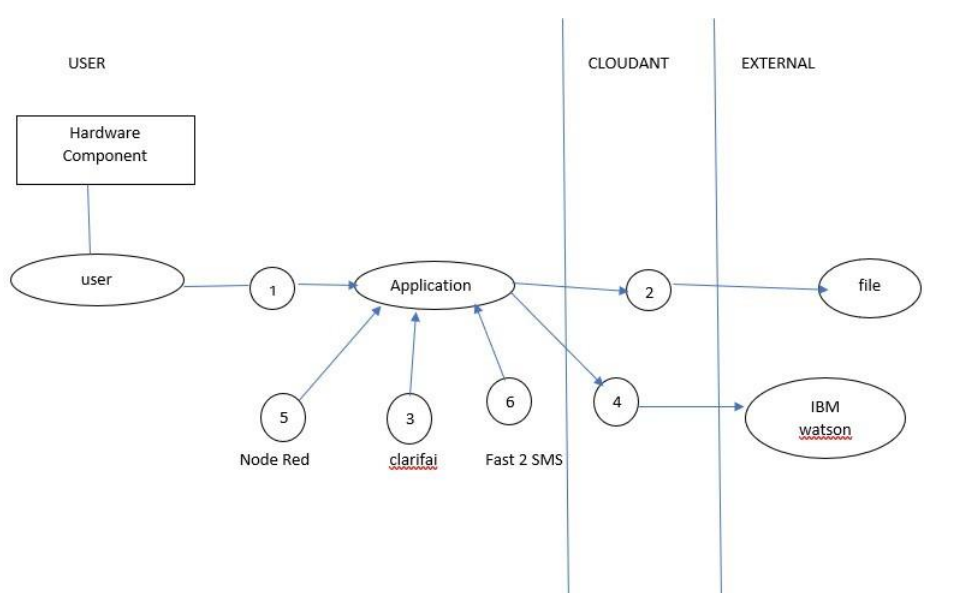 USER
CLOUDANT
EXTERNAL
Hardware
Component
user
1
Application
2
file
5
3
6
4
IBM
watson
Node Red
clarifai
Fast 2 SMS